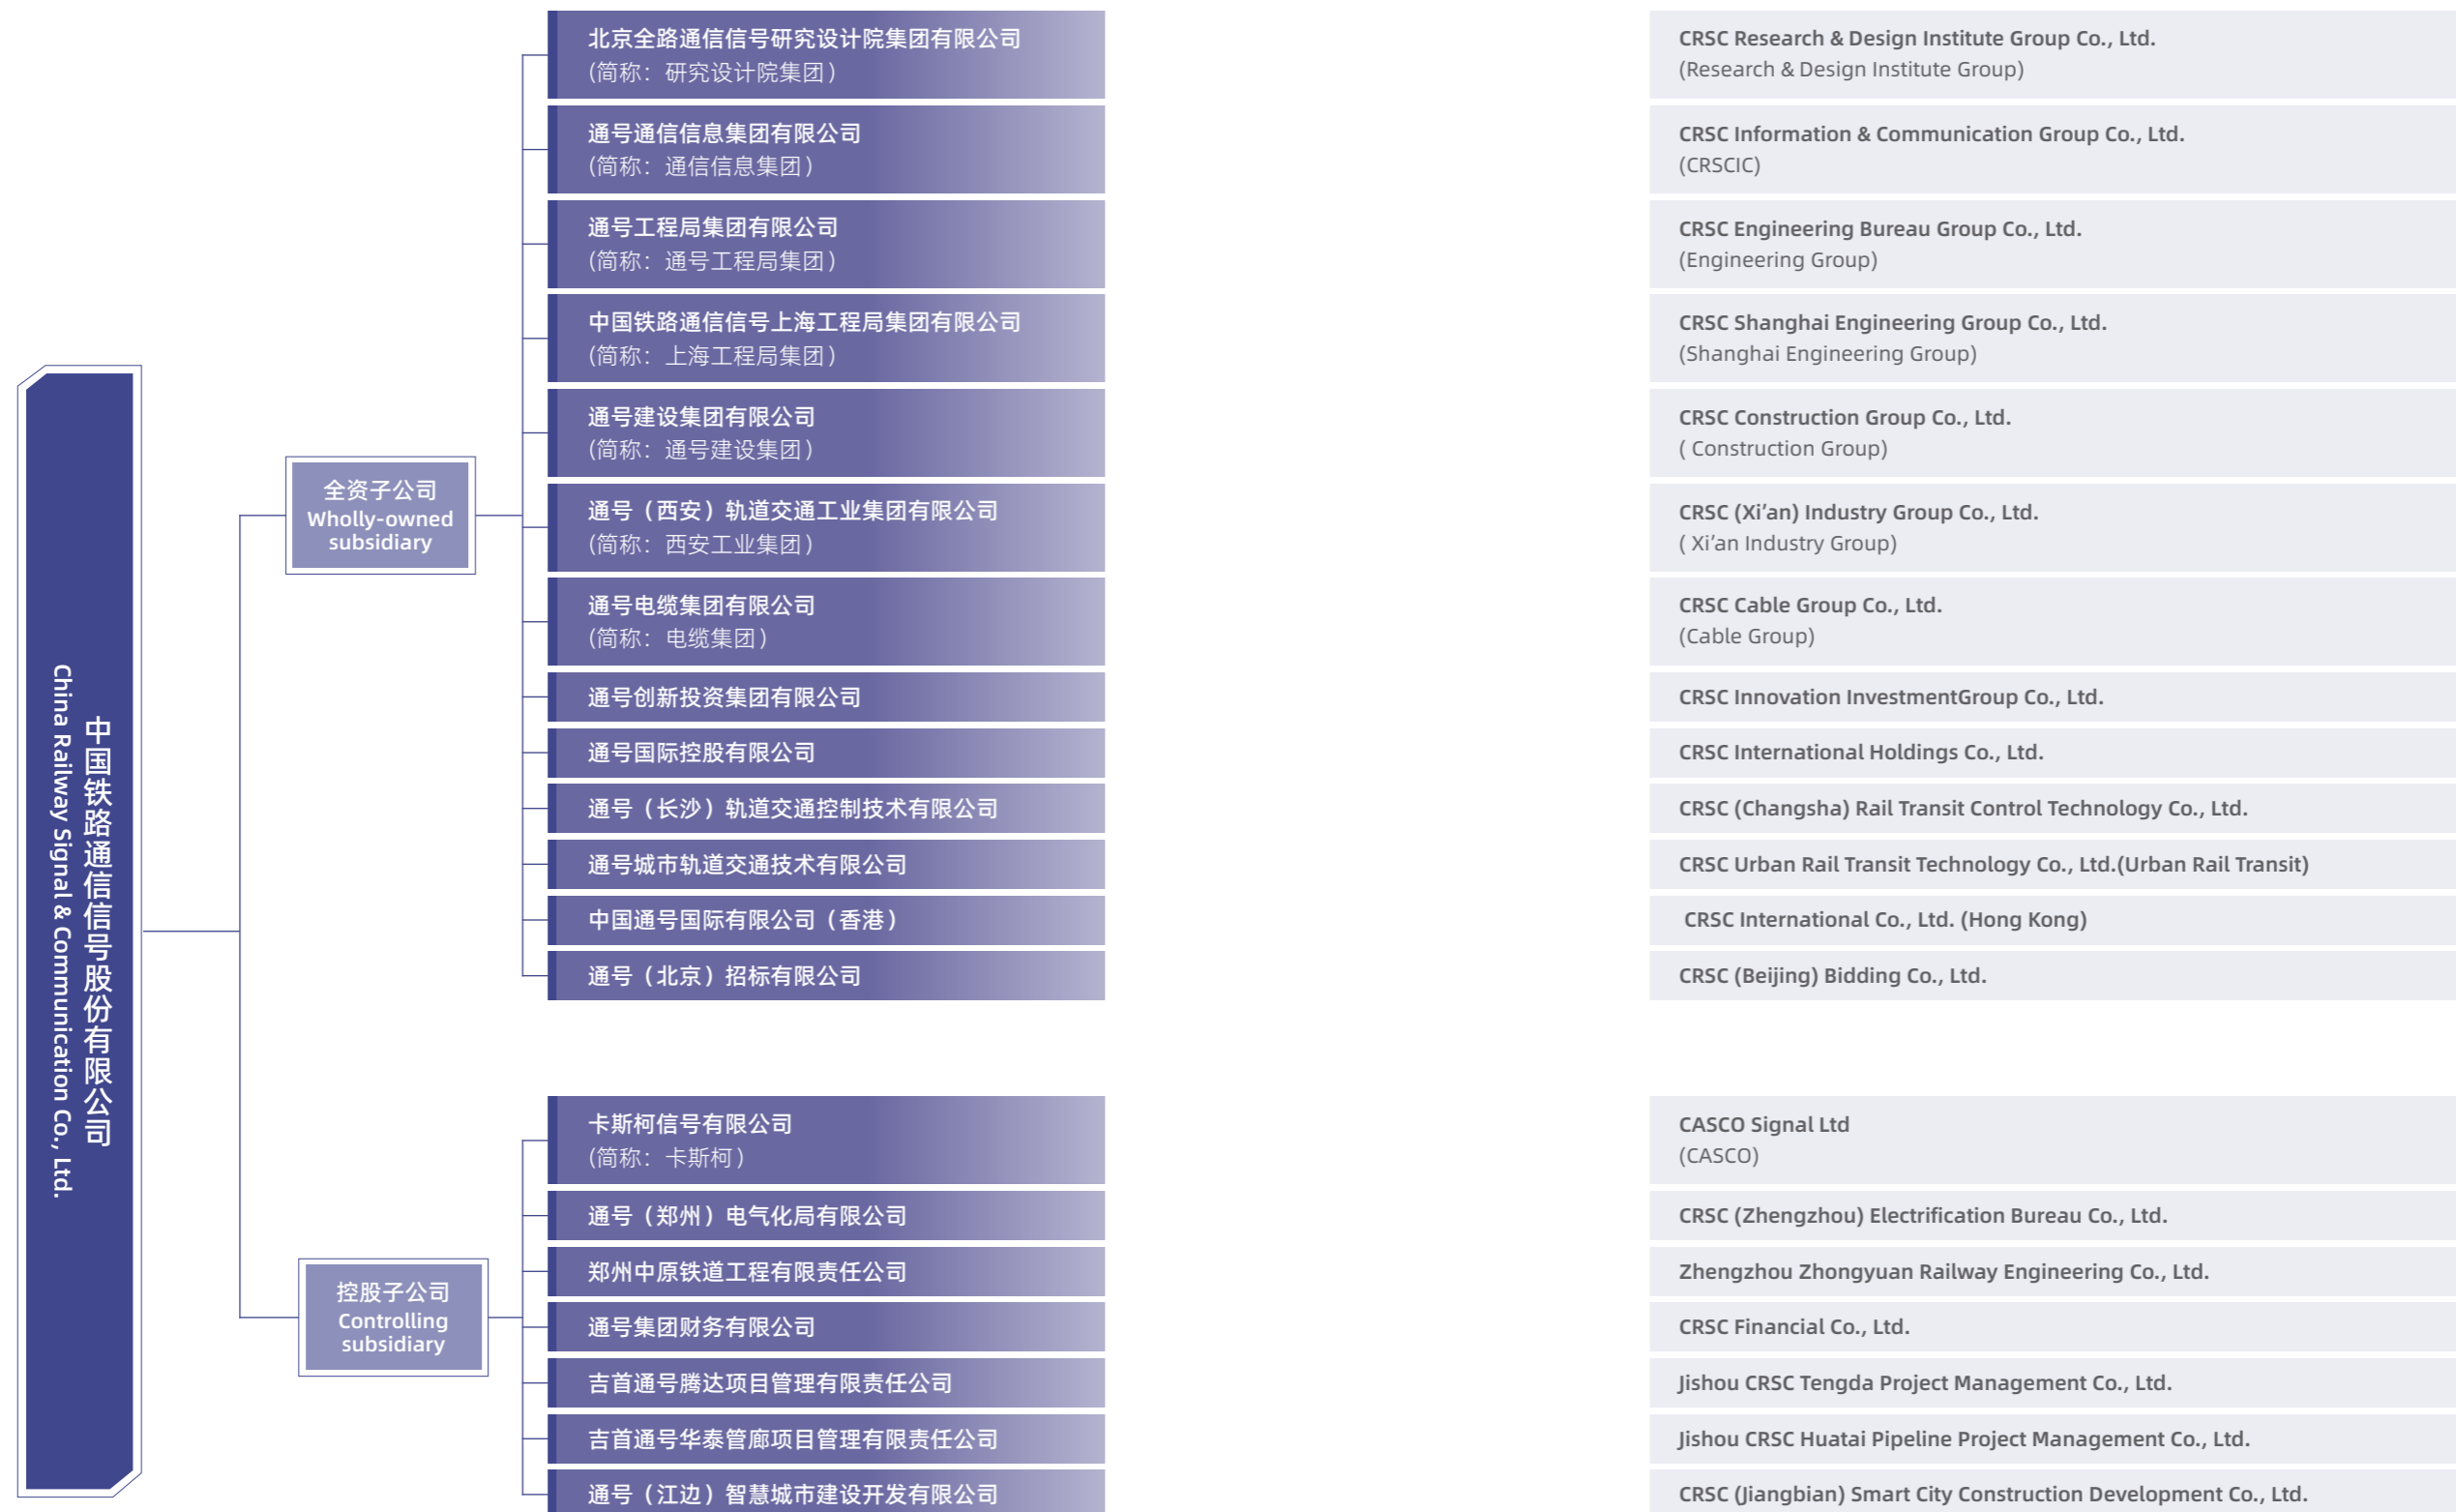 中国铁路通信信号股份有限公司
China Railway Signal & Communication Co., Ltd.
全资子公司
Wholly-owned
subsidiary
北京全路通信信号研究设计院集团有限公司
(简称：研究设计院集团)
CRSC Research & Design Institute Group Co., Ltd.
(Research & Design Institute Group)
通号通信信息集团有限公司
(简称：通信信息集团)
CRSC Information & Communication Group Co., Ltd.
(CRSCIC)
通号工程局集团有限公司
(简称：通号工程局集团)
CRSC Engineering Bureau Group Co., Ltd.
(Engineering Group)
中国铁路通信信号上海工程局集团有限公司
(简称：上海工程局集团)
CRSC Shanghai Engineering Group Co., Ltd.
(Shanghai Engineering Group)
通号建设集团有限公司
(简称：通号建设集团)
CRSC Construction Group Co., Ltd.
( Construction Group)
通号（西安）轨道交通工业集团有限公司
(简称：西安工业集团)
CRSC (Xi’an) Industry Group Co., Ltd.
( Xi’an Industry Group)
通号电缆集团有限公司
(简称：电缆集团)
CRSC Cable Group Co., Ltd.
(Cable Group)
通号创新投资集团有限公司
CRSC Innovation InvestmentGroup Co., Ltd.
通号国际控股有限公司
CRSC International Holdings Co., Ltd.
通号（长沙）轨道交通控制技术有限公司
CRSC (Changsha) Rail Transit Control Technology Co., Ltd.
通号城市轨道交通技术有限公司
CRSC Urban Rail Transit Technology Co., Ltd.(Urban Rail Transit)
中国通号国际有限公司（香港）
CRSC International Co., Ltd. (Hong Kong)
通号（北京）招标有限公司
CRSC (Beijing) Bidding Co., Ltd.
控股子公司
Controlling
subsidiary
卡斯柯信号有限公司
(简称：卡斯柯)
CASCO Signal Ltd
(CASCO)
通号（郑州）电气化局有限公司
CRSC (Zhengzhou) Electrification Bureau Co., Ltd.
郑州中原铁道工程有限责任公司
Zhengzhou Zhongyuan Railway Engineering Co., Ltd.
通号集团财务有限公司
CRSC Financial Co., Ltd.
吉首通号腾达项目管理有限责任公司
Jishou CRSC Tengda Project Management Co., Ltd.
吉首通号华泰管廊项目管理有限责任公司
Jishou CRSC Huatai Pipeline Project Management Co., Ltd.
通号（江边）智慧城市建设开发有限公司
CRSC (Jiangbian) Smart City Construction Development Co., Ltd.